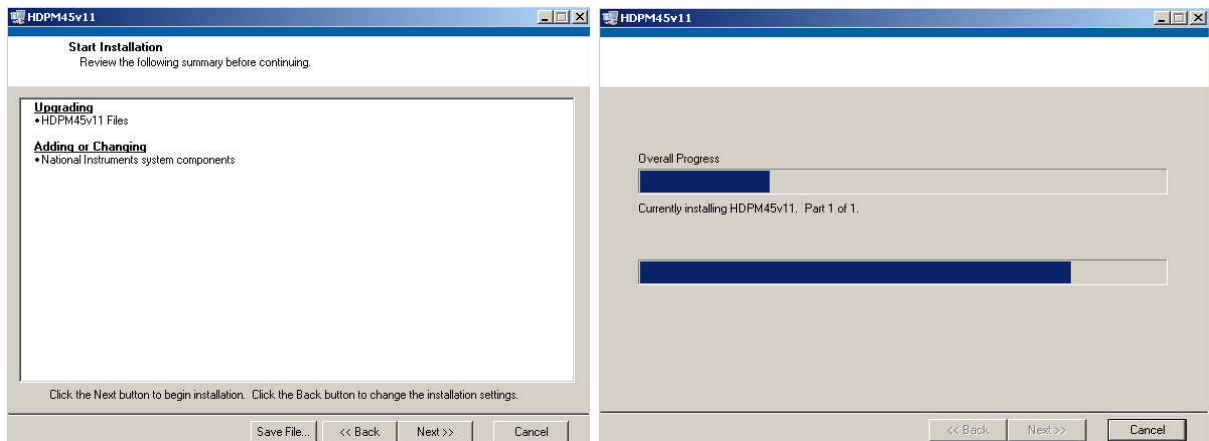 HDPM45v11
Start Installation
Review the following summary before continuing.
Upgrading
•HDPM45v11 Files
Adding or Changing
•National Instruments system components
Click the Next button to begin installation. Click the Back button to change the installation settings.
Save File... << Back Next >> Cancel
HDPM45v11
Overall Progress
Currently installing HDPM45v11. Part 1 of 1.
<< Back Next >> Cancel